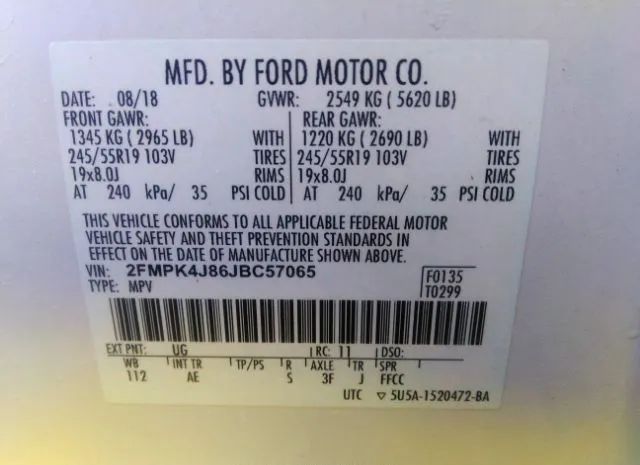 MFD. BY FORD MOTOR CO.
DATE: 08/18 GVWR: 2549 KG ( 5620 LB)
FRONT GAWR: REAR GAWR:
1345 KG ( 2965 LB) WITH 1220 KG ( 2690 LB) WITH
245/55R19 103V TIRES 245/55R19 103V TIRES
19x8.0J RIMS 19x8.0J RIMS
AT 240 kPa/ 35 PSI COLD AT 240 kPa/ 35 PSI COLD
THIS VEHICLE CONFORMS TO ALL APPLICABLE FEDERAL MOTOR
VEHICLE SAFETY AND THEFT PREVENTION STANDARDS IN
EFFECT ON THE DATE OF MANUFACTURE SHOWN ABOVE.
VIN: 2FMPK4J86JBC57065 F0135
TYPE: MPV T0299
EXT PNT: UG RC: 11 DSO:
WB INT TR TP/PS R AXLE TR SPR
112 AE S 3F J FFCC
UTC ▽ 5U5A-1520472-BA